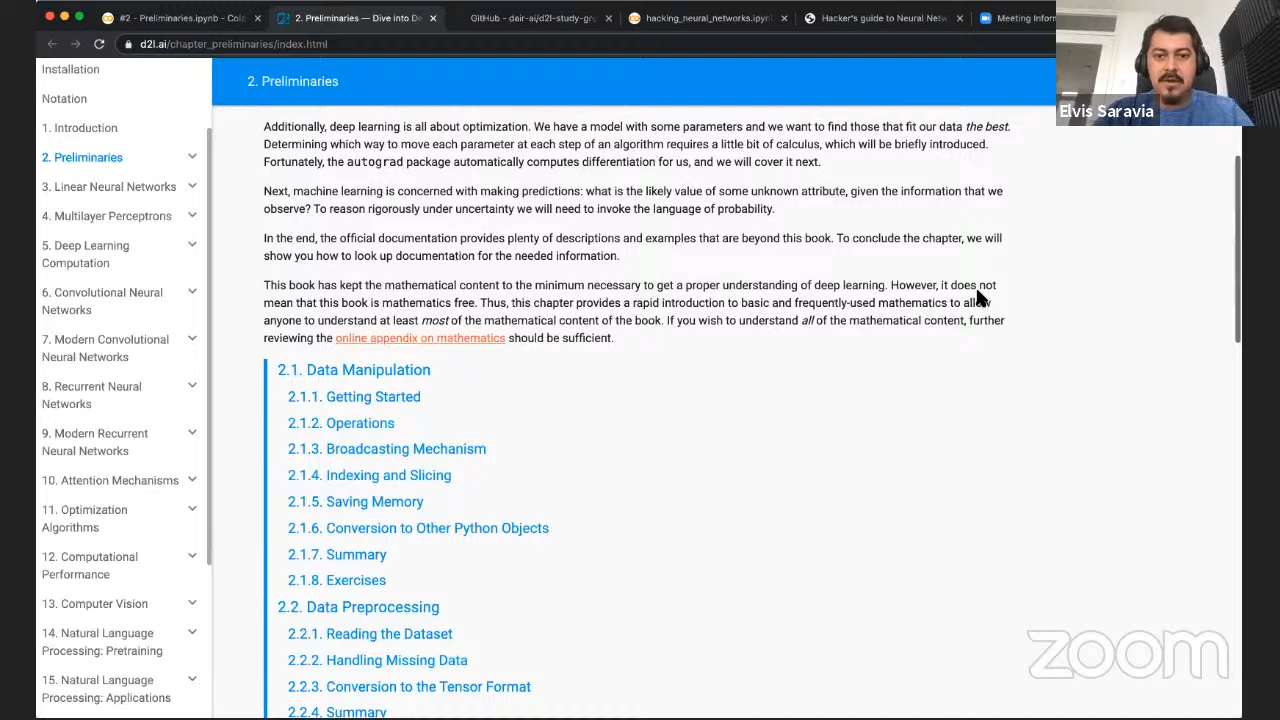 #2 - Preliminaries.ipynb - Cola
2. Preliminaries — Dive into De
GitHub - dair-ai/d2l-study-gro
hacking_neural_networks.ipynb
Hacker's guide to Neural Netw
Meeting Inform
d2l.ai/chapter_preliminaries/index.html
Elvis Saravia
Installation
Notation
1. Introduction
2. Preliminaries
3. Linear Neural Networks
4. Multilayer Perceptrons
5. Deep Learning
Computation
6. Convolutional Neural
Networks
7. Modern Convolutional
Neural Networks
8. Recurrent Neural
Networks
9. Modern Recurrent
Neural Networks
10. Attention Mechanisms
11. Optimization
Algorithms
12. Computational
Performance
13. Computer Vision
14. Natural Language
Processing: Pretraining
15. Natural Language
Processing: Applications
2. Preliminaries
Additionally, deep learning is all about optimization. We have a model with some parameters and we want to find those that fit our data the best.
Determining which way to move each parameter at each step of an algorithm requires a little bit of calculus, which will be briefly introduced.
Fortunately, the autograd package automatically computes differentiation for us, and we will cover it next.
Next, machine learning is concerned with making predictions: what is the likely value of some unknown attribute, given the information that we
observe? To reason rigorously under uncertainty we will need to invoke the language of probability.
In the end, the official documentation provides plenty of descriptions and examples that are beyond this book. To conclude the chapter, we will
show you how to look up documentation for the needed information.
This book has kept the mathematical content to the minimum necessary to get a proper understanding of deep learning. However, it does not
mean that this book is mathematics free. Thus, this chapter provides a rapid introduction to basic and frequently-used mathematics to allow
anyone to understand at least most of the mathematical content of the book. If you wish to understand all of the mathematical content, further
reviewing the online appendix on mathematics should be sufficient.
2.1. Data Manipulation
2.1.1. Getting Started
2.1.2. Operations
2.1.3. Broadcasting Mechanism
2.1.4. Indexing and Slicing
2.1.5. Saving Memory
2.1.6. Conversion to Other Python Objects
2.1.7. Summary
2.1.8. Exercises
2.2. Data Preprocessing
2.2.1. Reading the Dataset
2.2.2. Handling Missing Data
2.2.3. Conversion to the Tensor Format
2.2.4. Summary
zoom